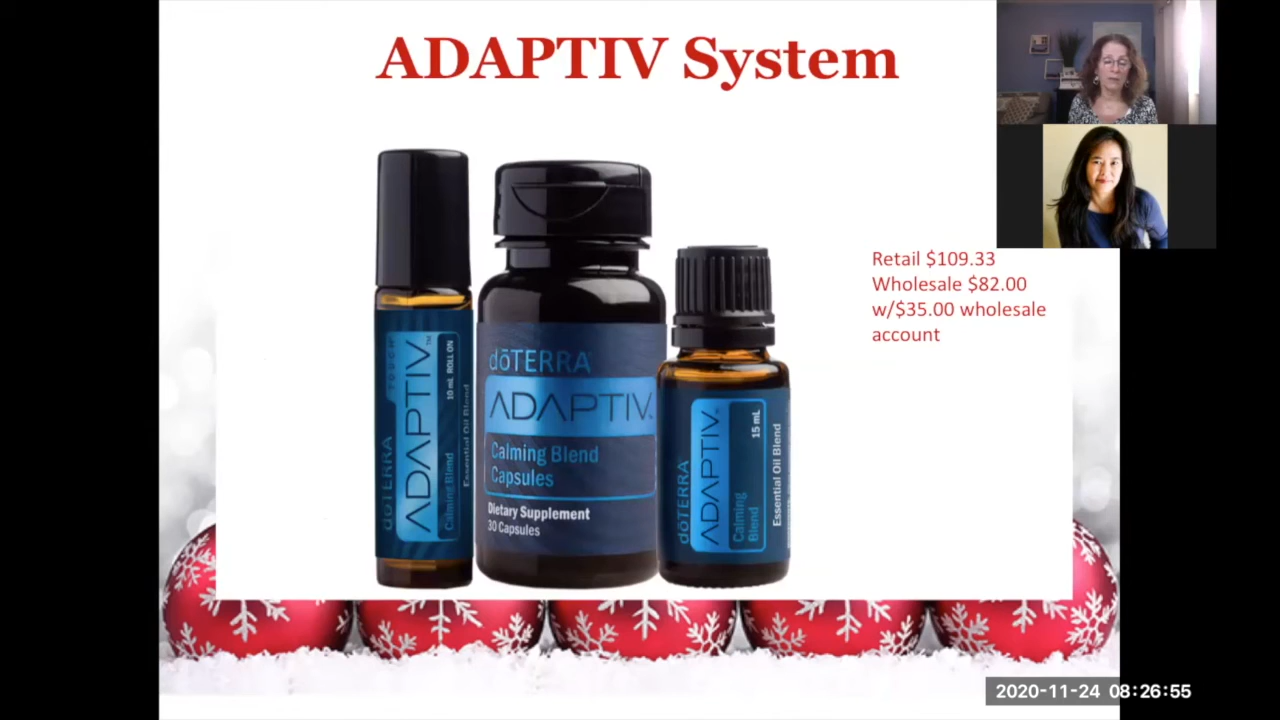 ADAPTIV System
Retail $109.33
Wholesale $82.00
w/$35.00 wholesale
account
dōTERRA
TOUCH
ADAPTIV™
Calming Blend
10 mL ROLL ON
Essential Oil Blend
dōTERRA
ADAPTIV
Calming Blend
Capsules
Dietary Supplement
30 Capsules
dōTERRA
ADAPTIV
Calming
Blend
15 mL
Essential Oil Blend
2020-11-24 08:26:55